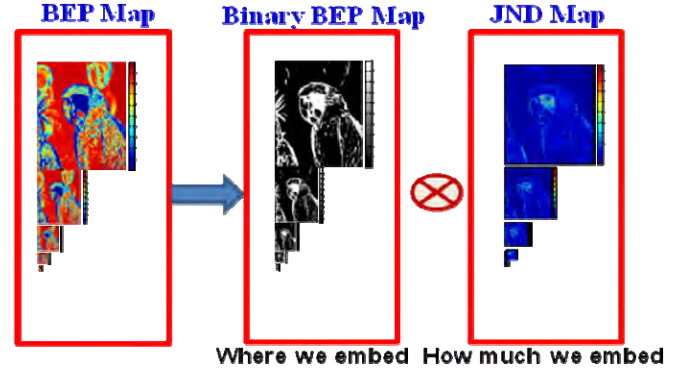 BEP Map
Binary BEP Map
JND Map
Where we embed
How much we embed